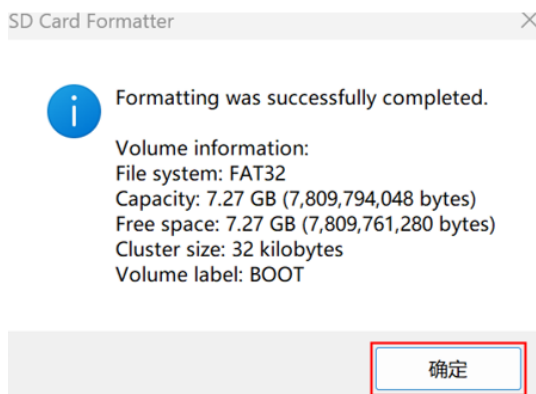 SD Card Formatter
Formatting was successfully completed.
Volume information:
File system: FAT32
Capacity: 7.27 GB (7,809,794,048 bytes)
Free space: 7.27 GB (7,809,761,280 bytes)
Cluster size: 32 kilobytes
Volume label: BOOT
确定